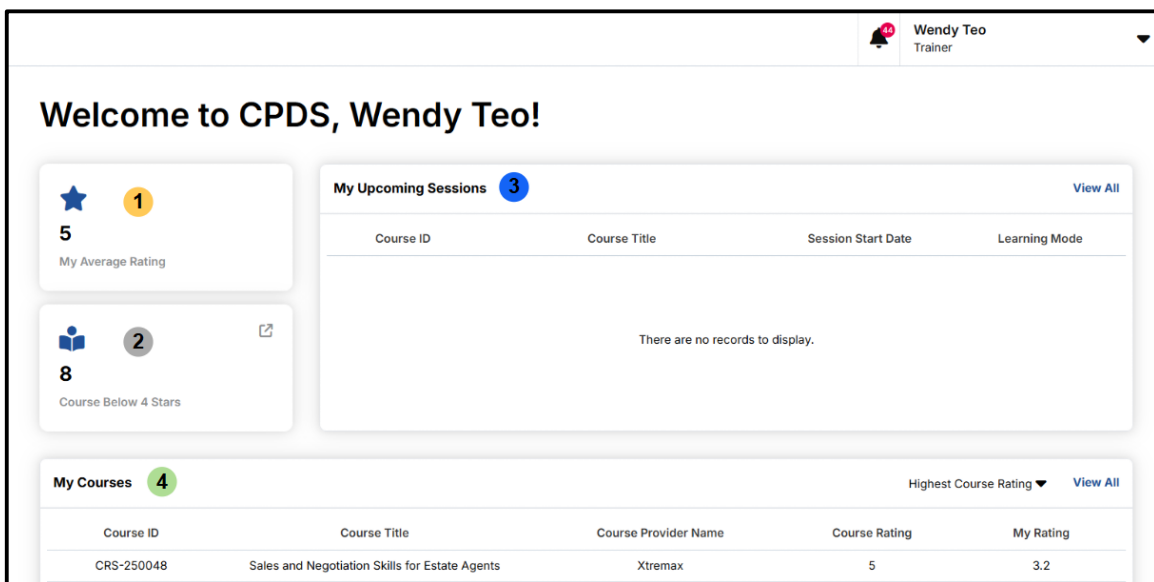 44
Wendy Teo
Trainer
Welcome to CPDS, Wendy Teo!
1
5
My Average Rating
2
8
Course Below 4 Stars
My Upcoming Sessions 3 View All
Course ID Course Title Session Start Date Learning Mode
There are no records to display.
My Courses 4 Highest Course Rating View All
Course ID Course Title Course Provider Name Course Rating My Rating
CRS-250048 Sales and Negotiation Skills for Estate Agents Xtremax 5 3.2